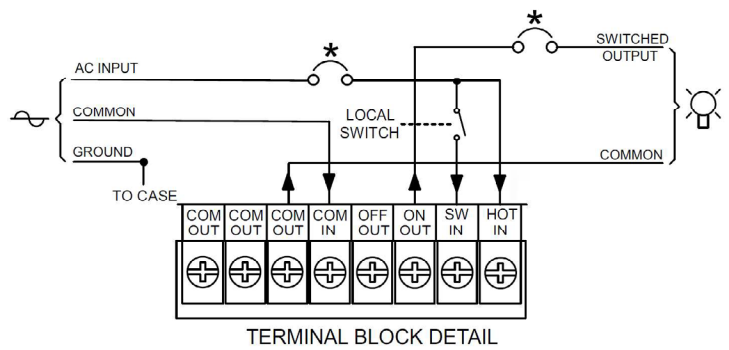 *
SWITCHED
OUTPUT
*
AC INPUT
COMMON
LOCAL
SWITCH
GROUND
COMMON
TO CASE
COM OUT
COM OUT
COM OUT
COM IN
OFF OUT
ON OUT
SW IN
HOT IN
TERMINAL BLOCK DETAIL